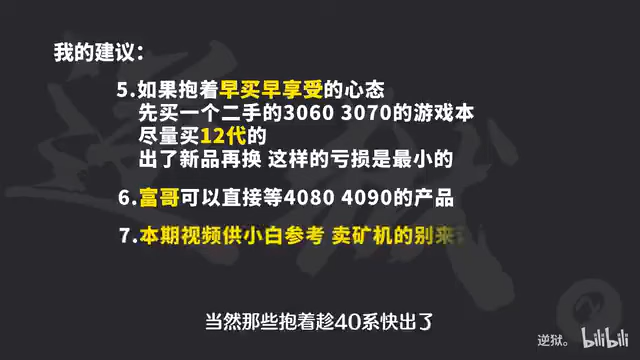 我的建议：
5.如果抱着早买早享受的心态
先买一个二手的3060 3070的游戏本
尽量买12代的
出了新品再换 这样的亏损是最小的
6.富哥可以直接等4080 4090的产品
7.本期视频供小白参考 卖矿机的别来
当然那些抱着趁40系快出了
逆狱。 bilibili